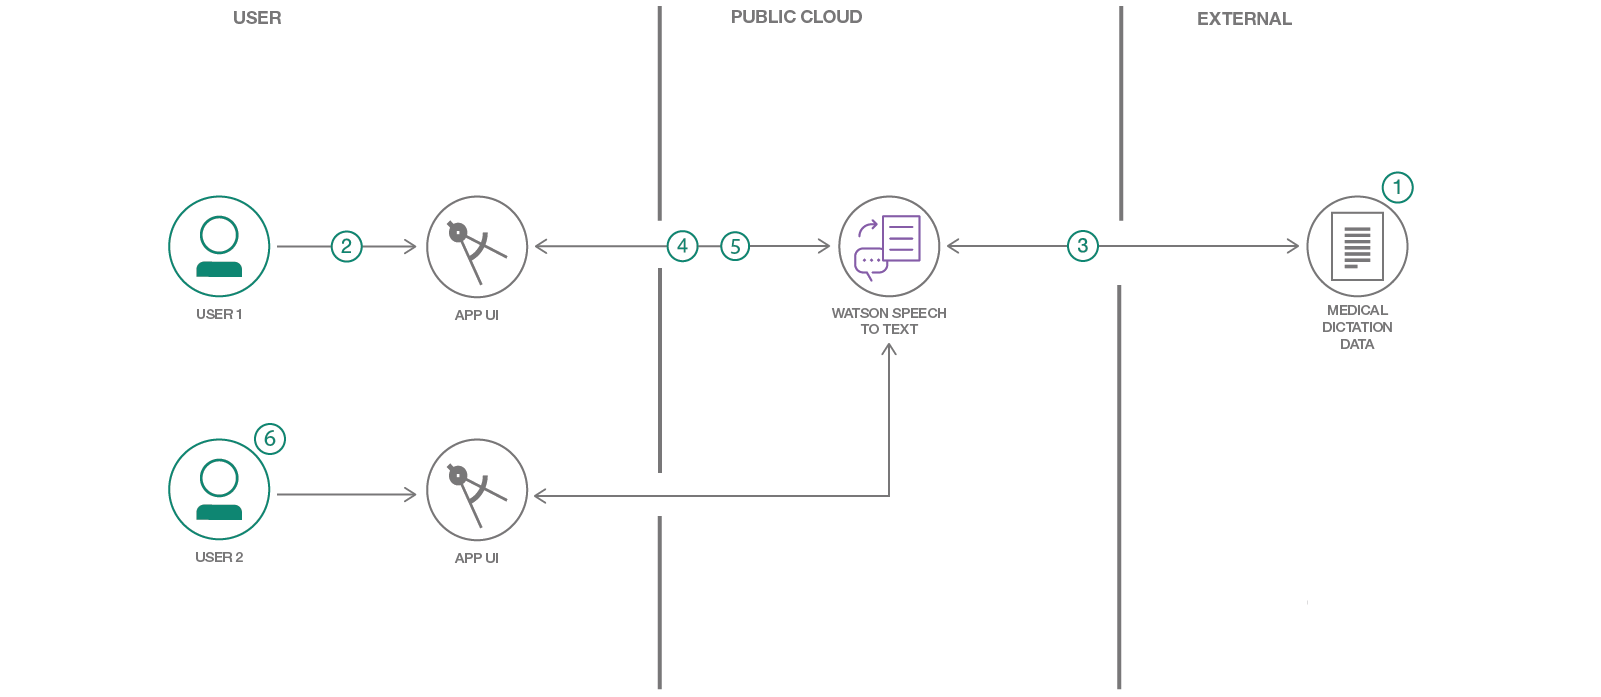 USER
PUBLIC CLOUD
EXTERNAL
1
2
4
5
3
USER 1
APP UI
WATSON SPEECH
TO TEXT
MEDICAL
DICTATION
DATA
6
USER 2
APP UI